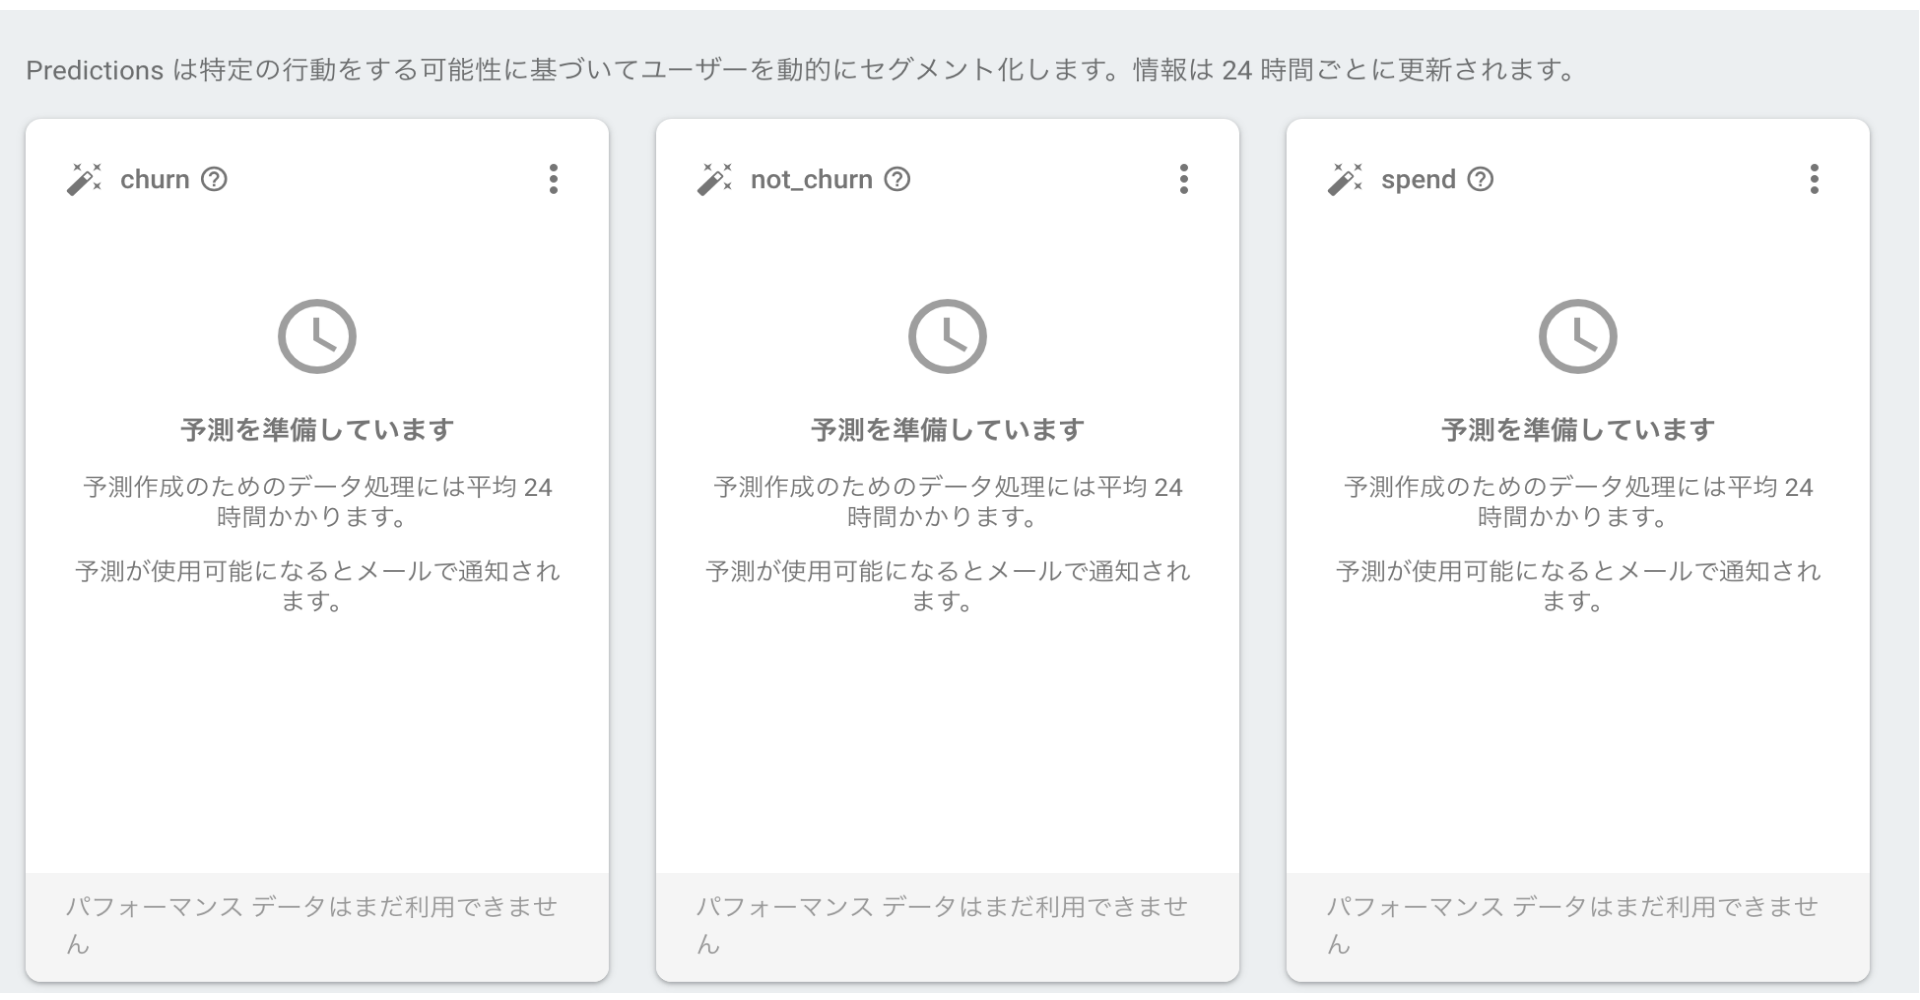 Predictions は特定の行動をする可能性に基づいてユーザーを動的にセグメント化します。情報は 24 時間ごとに更新されます。
churn
予測を準備しています
予測作成のためのデータ処理には平均 24
時間かかります。
予測が使用可能になるとメールで通知され
ます。
パフォーマンス データはまだ利用できませ
ん
not_churn
予測を準備しています
予測作成のためのデータ処理には平均 24
時間かかります。
予測が使用可能になるとメールで通知され
ます。
パフォーマンス データはまだ利用できませ
ん
spend
予測を準備しています
予測作成のためのデータ処理には平均 24
時間かかります。
予測が使用可能になるとメールで通知され
ます。
パフォーマンス データはまだ利用できませ
ん